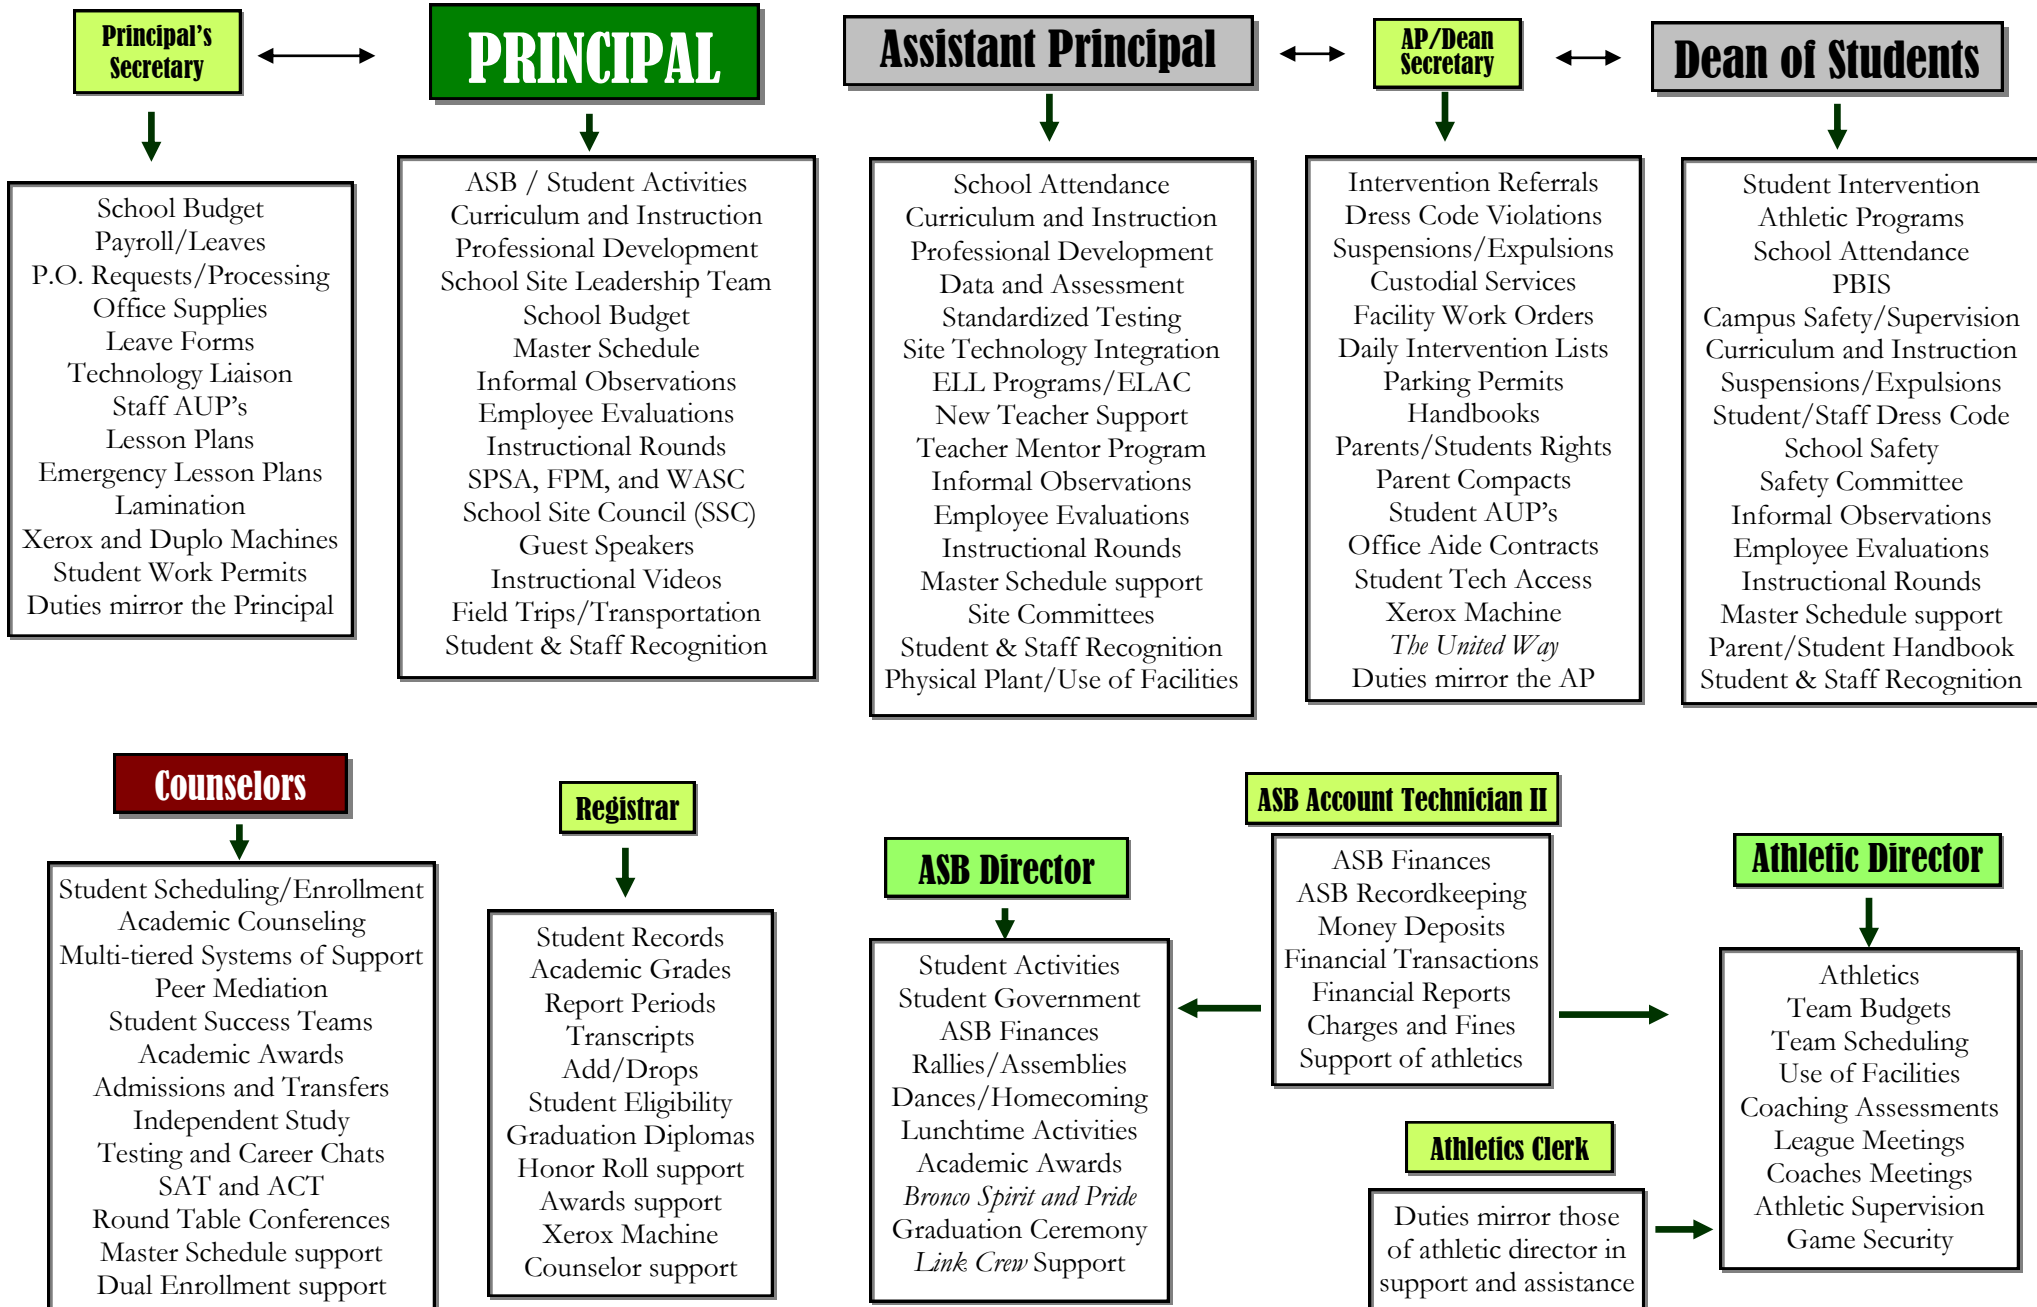 Principal's
Secretary
PRINCIPAL
Assistant Principal
AP/Dean
Secretary
Dean of Students
School Budget
Payroll/Leaves
P.O. Requests/Processing
Office Supplies
Leave Forms
Technology Liaison
Staff AUP's
Lesson Plans
Emergency Lesson Plans
Lamination
Xerox and Duplo Machines
Student Work Permits
Duties mirror the Principal
ASB / Student Activities
Curriculum and Instruction
Professional Development
School Site Leadership Team
School Budget
Master Schedule
Informal Observations
Employee Evaluations
Instructional Rounds
SPSA, FPM, and WASC
School Site Council (SSC)
Guest Speakers
Instructional Videos
Field Trips/Transportation
Student & Staff Recognition
School Attendance
Curriculum and Instruction
Professional Development
Data and Assessment
Standardized Testing
Site Technology Integration
ELL Programs/ELAC
New Teacher Support
Teacher Mentor Program
Informal Observations
Employee Evaluations
Instructional Rounds
Master Schedule support
Site Committees
Student & Staff Recognition
Physical Plant/Use of Facilities
Intervention Referrals
Dress Code Violations
Suspensions/Expulsions
Custodial Services
Facility Work Orders
Daily Intervention Lists
Parking Permits
Handbooks
Parents/Students Rights
Parent Compacts
Student AUP's
Office Aide Contracts
Student Tech Access
Xerox Machine
The United Way
Duties mirror the AP
Student Intervention
Athletic Programs
School Attendance
PBIS
Campus Safety/Supervision
Curriculum and Instruction
Suspensions/Expulsions
Student/Staff Dress Code
School Safety
Safety Committee
Informal Observations
Employee Evaluations
Instructional Rounds
Master Schedule support
Parent/Student Handbook
Student & Staff Recognition
Counselors
Student Scheduling/Enrollment
Academic Counseling
Multi-tiered Systems of Support
Peer Mediation
Student Success Teams
Academic Awards
Admissions and Transfers
Independent Study
Testing and Career Chats
SAT and ACT
Round Table Conferences
Master Schedule support
Dual Enrollment support
Registrar
Student Records
Academic Grades
Report Periods
Transcripts
Add/Drops
Student Eligibility
Graduation Diplomas
Honor Roll support
Awards support
Xerox Machine
Counselor support
ASB Director
Student Activities
Student Government
ASB Finances
Rallies/Assemblies
Dances/Homecoming
Lunchtime Activities
Academic Awards
Bronco Spirit and Pride
Graduation Ceremony
Link Crew Support
ASB Account Technician II
ASB Finances
ASB Recordkeeping
Money Deposits
Financial Transactions
Financial Reports
Charges and Fines
Support of athletics
Athletics Clerk
Duties mirror those
of athletic director in
support and assistance
Athletic Director
Athletics
Team Budgets
Team Scheduling
Use of Facilities
Coaching Assessments
League Meetings
Coaches Meetings
Athletic Supervision
Game Security